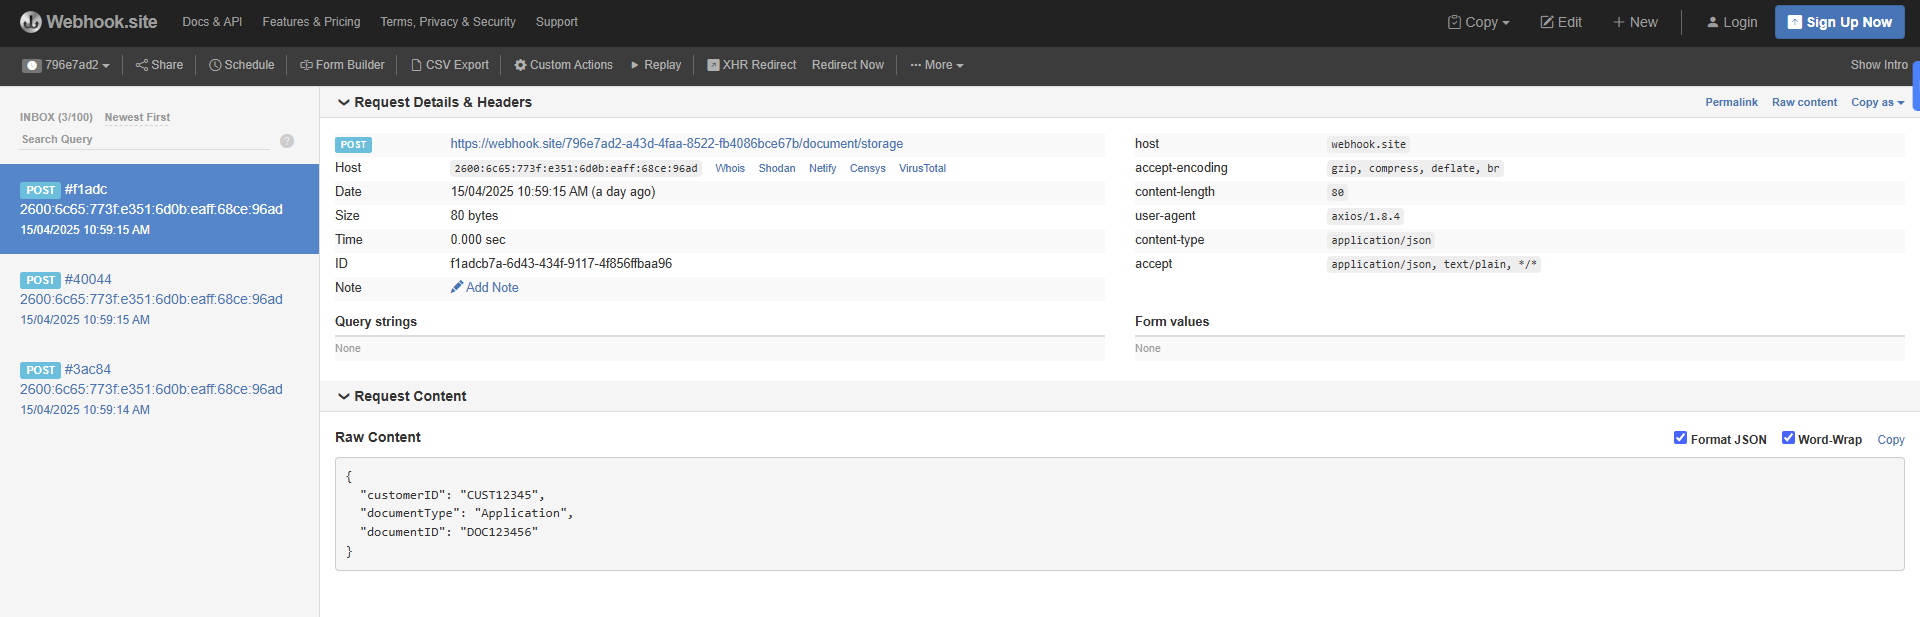 Webhook.site Docs & API Features & Pricing Terms, Privacy & Security Support Copy Edit New Login Sign Up Now
796e7ad2 Share Schedule Form Builder CSV Export Custom Actions Replay XHR Redirect Redirect Now More Show Intro
INBOX (3/100) Newest First
Search Query ?
POST #f1adc
2600:6c65:773f:e351:6d0b:eaff:68ce:96ad
15/04/2025 10:59:15 AM
POST #40044
2600:6c65:773f:e351:6d0b:eaff:68ce:96ad
15/04/2025 10:59:15 AM
POST #3ac84
2600:6c65:773f:e351:6d0b:eaff:68ce:96ad
15/04/2025 10:59:14 AM
Request Details & Headers Permalink Raw content Copy as
POST https://webhook.site/796e7ad2-a43d-4faa-8522-fb4086bce67b/document/storage
Host 2600:6c65:773f:e351:6d0b:eaff:68ce:96ad Whois Shodan Netify Censys VirusTotal
Date 15/04/2025 10:59:15 AM (a day ago)
Size 80 bytes
Time 0.000 sec
ID f1adcb7a-6d43-434f-9117-4f856ffbaa96
Note Add Note
host webhook.site
accept-encoding gzip, compress, deflate, br
content-length 80
user-agent axios/1.8.4
content-type application/json
accept application/json, text/plain, */*
Query strings
None
Form values
None
Request Content
Raw Content Format JSON Word-Wrap Copy
{
"customerID": "CUST12345",
"documentType": "Application",
"documentID": "DOC123456"
}